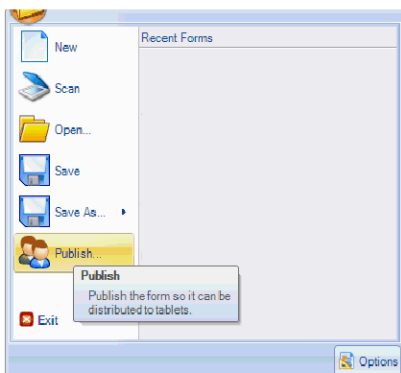 Recent Forms
New
Scan
Open...
Save
Save As...
Publish...
Publish
Publish the form so it can be
distributed to tablets.
Exit
Options